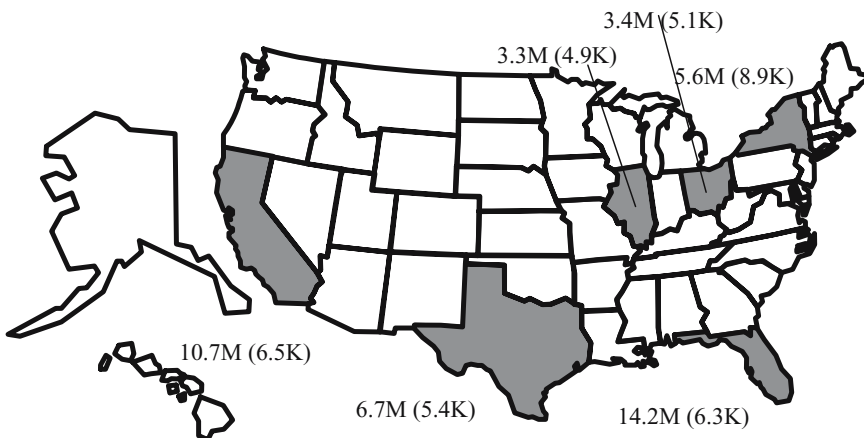 3.4M (5.1K)
3.3M (4.9K)
5.6M (8.9K)
10.7M (6.5K)
6.7M (5.4K)
14.2M (6.3K)